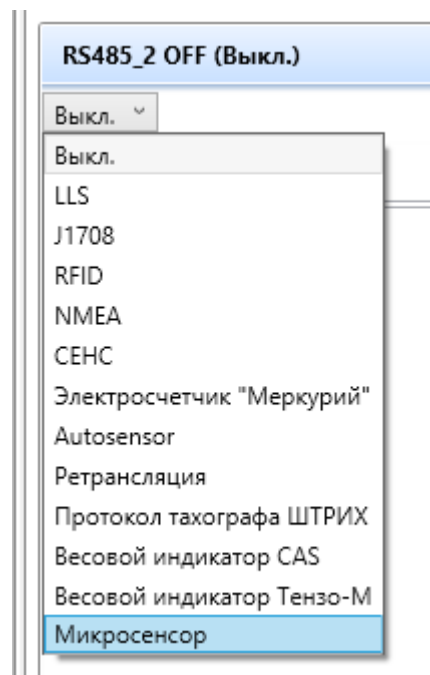 RS485_2 OFF (Выкл.)
Выкл.
Выкл.
LLS
J1708
RFID
NMEA
СЕНС
Электросчетчик "Меркурий"
Autosensor
Ретрансляция
Протокол тахографа ШТРИХ
Весовой индикатор CAS
Весовой индикатор Тензо-М
Микросенсор